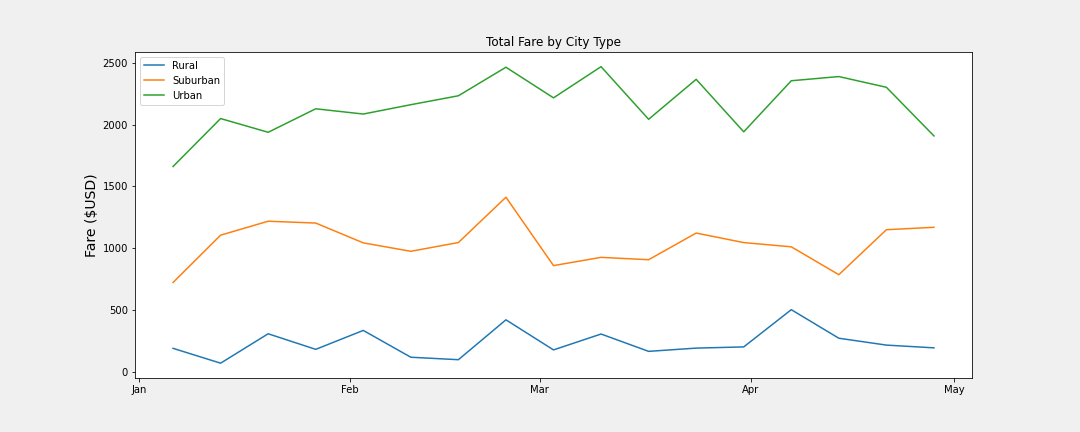 Total Fare by City Type
Rural
Suburban
Urban
Fare ($USD)
2500
2000
1500
1000
500
0
Jan Feb Mar Apr May